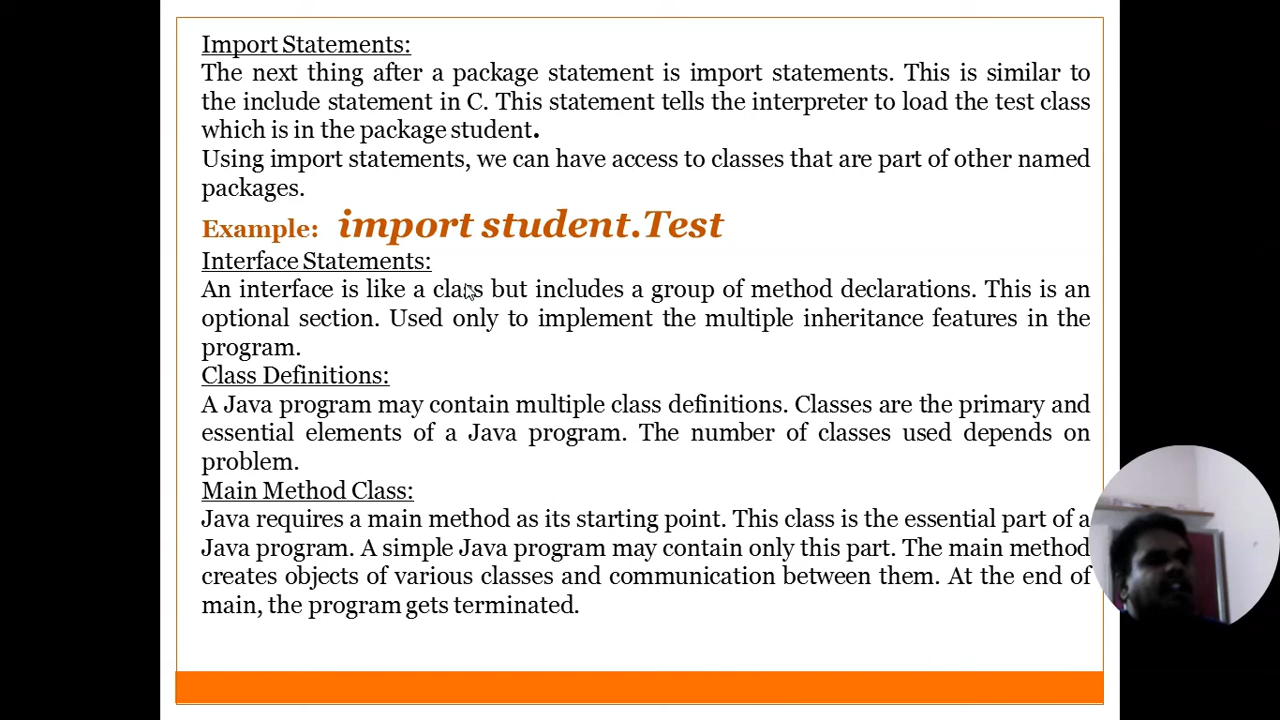 Import Statements:
The next thing after a package statement is import statements. This is similar to
the include statement in C. This statement tells the interpreter to load the test class
which is in the package student.
Using import statements, we can have access to classes that are part of other named
packages.
Example: import student.Test
Interface Statements:
An interface is like a class but includes a group of method declarations. This is an
optional section. Used only to implement the multiple inheritance features in the
program.
Class Definitions:
A Java program may contain multiple class definitions. Classes are the primary and
essential elements of a Java program. The number of classes used depends on
problem.
Main Method Class:
Java requires a main method as its starting point. This class is the essential part of a
Java program. A simple Java program may contain only this part. The main method
creates objects of various classes and communication between them. At the end of
main, the program gets terminated.